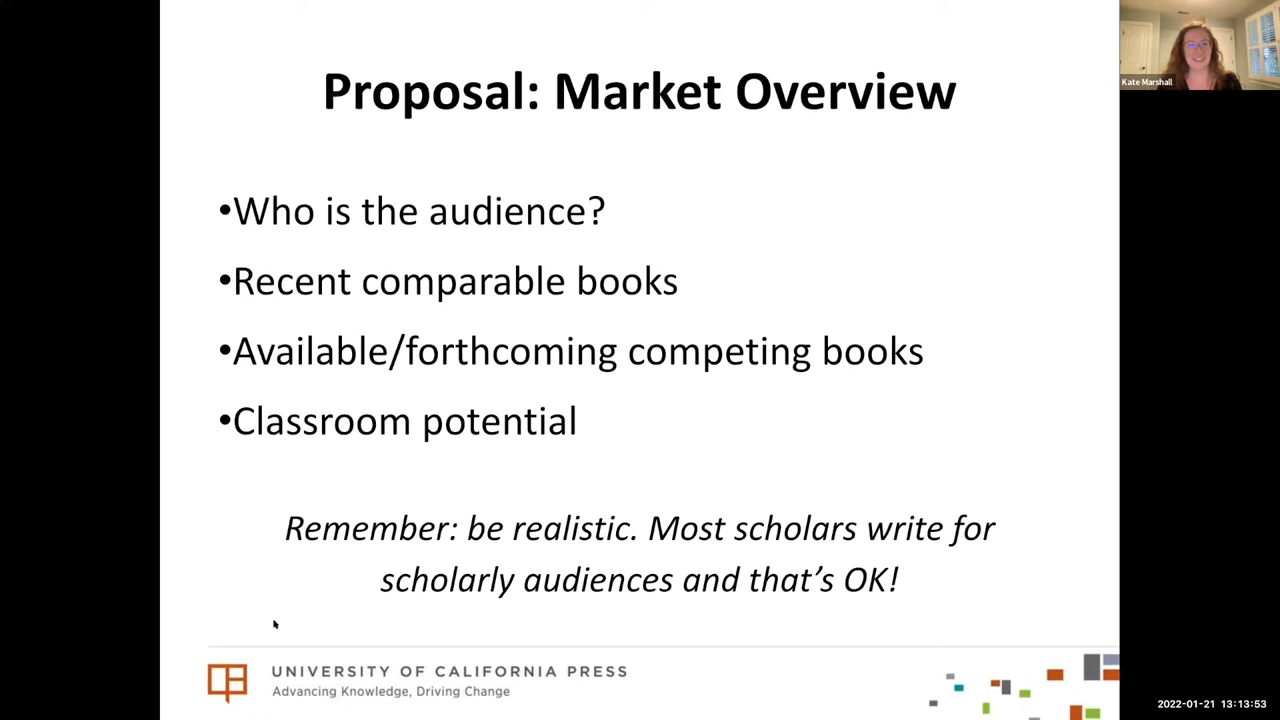 Proposal: Market Overview
Kate Marshall
•Who is the audience?
•Recent comparable books
•Available/forthcoming competing books
•Classroom potential
Remember: be realistic. Most scholars write for
scholarly audiences and that’s OK!
UNIVERSITY OF CALIFORNIA PRESS
Advancing Knowledge, Driving Change
2022-01-21 13:13:53